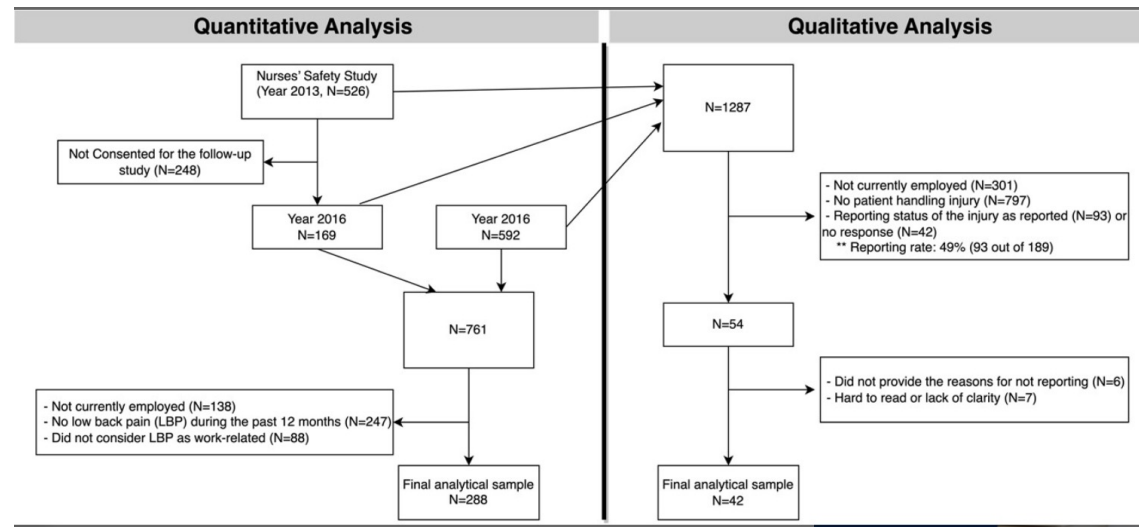 Quantitative Analysis
Nurses' Safety Study
(Year 2013, N=526)
Not Consented for the follow-up
study (N=248)
Year 2016
N=169
Year 2016
N=592
N=761
- Not currently employed (N=138)
- No low back pain (LBP) during the past 12 months (N=247)
- Did not consider LBP as work-related (N=88)
Final analytical sample
N=288
Qualitative Analysis
N=1287
- Not currently employed (N=301)
- No patient handling injury (N=797)
- Reporting status of the injury as reported (N=93) or
no response (N=42)
** Reporting rate: 49% (93 out of 189)
N=54
- Did not provide the reasons for not reporting (N=6)
- Hard to read or lack of clarity (N=7)
Final analytical sample
N=42